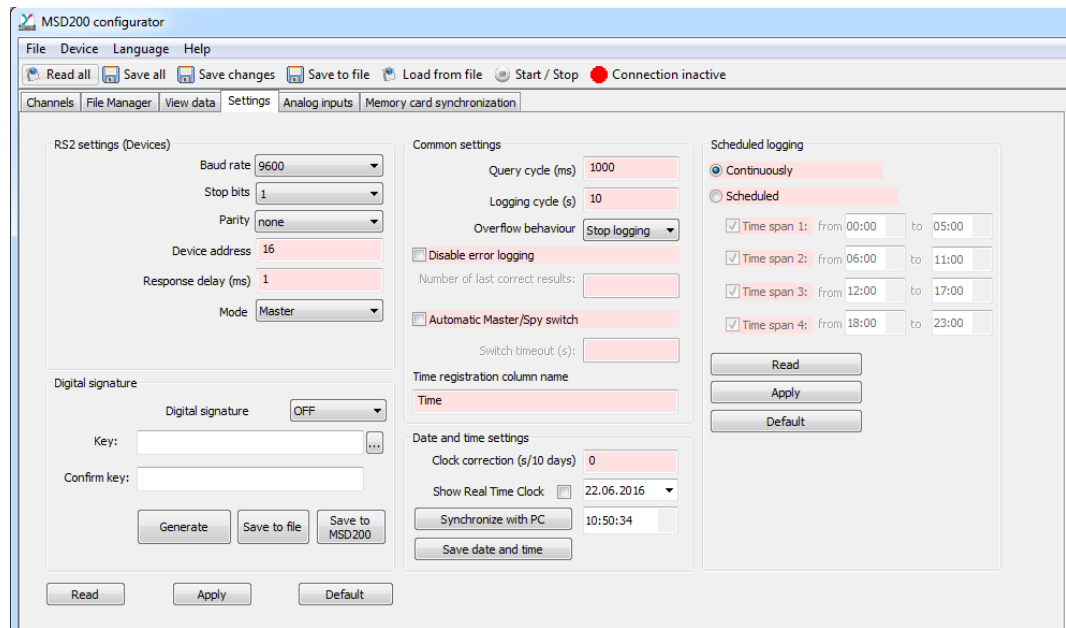 MSD200 configurator
File Device Language Help
Read all Save all Save changes Save to file Load from file Start / Stop Connection inactive
Channels File Manager View data Settings Analog inputs Memory card synchronization
RS2 settings (Devices)
Baud rate 9600
Stop bits 1
Parity none
Device address 16
Response delay (ms) 1
Mode Master
Digital signature
Digital signature OFF
Key: ...
Confirm key:
Generate Save to file Save to MSD200
Read Apply Default
Common settings
Query cycle (ms) 1000
Logging cycle (s) 10
Overflow behaviour Stop logging
Disable error logging
Number of last correct results:
Automatic Master/Spy switch
Switch timeout (s):
Time registration column name
Time
Date and time settings
Clock correction (s/10 days) 0
Show Real Time Clock 22.06.2016
Synchronize with PC 10:50:34
Save date and time
Scheduled logging
Continuously
Scheduled
Time span 1: from 00:00 to 05:00
Time span 2: from 06:00 to 11:00
Time span 3: from 12:00 to 17:00
Time span 4: from 18:00 to 23:00
Read
Apply
Default